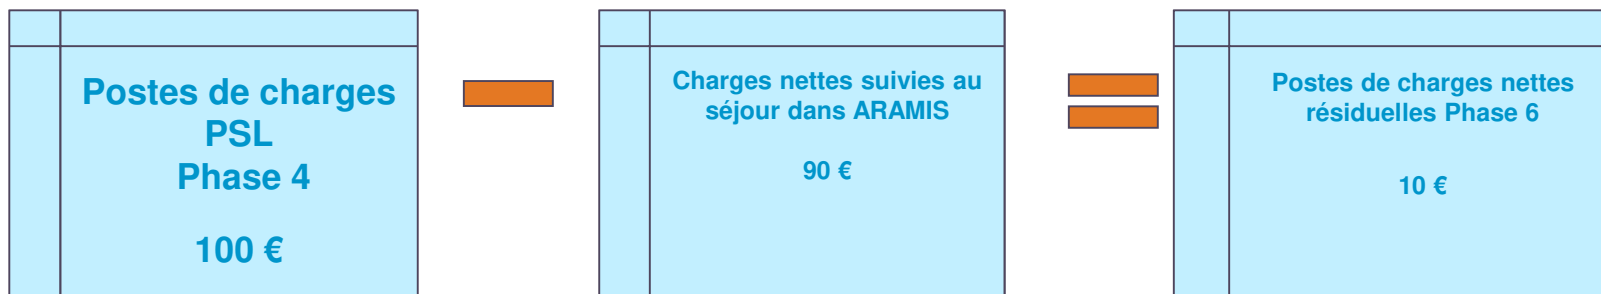 Postes de charges
PSL
Phase 4
100 €
Charges nettes suivies au
séjour dans ARAMIS
90 €
Postes de charges nettes
résiduelles Phase 6
10 €